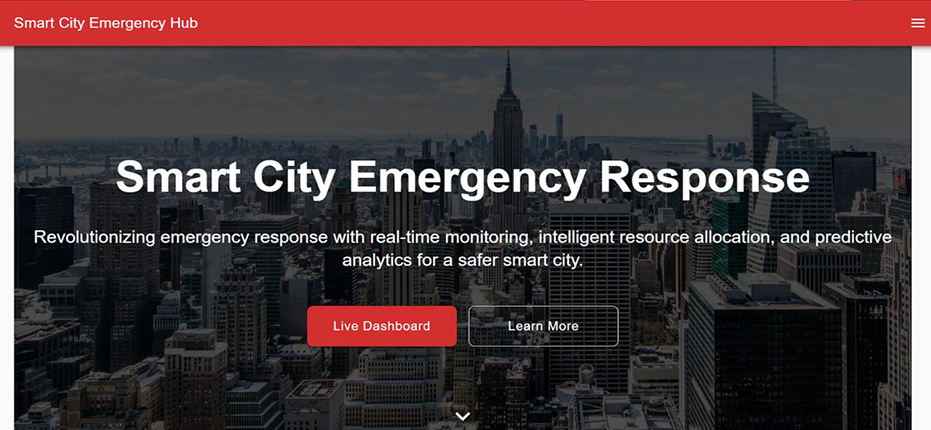 Smart City Emergency Hub
Smart City Emergency Response
Revolutionizing emergency response with real-time monitoring, intelligent resource allocation, and predictive
analytics for a safer smart city.
Live Dashboard
Learn More